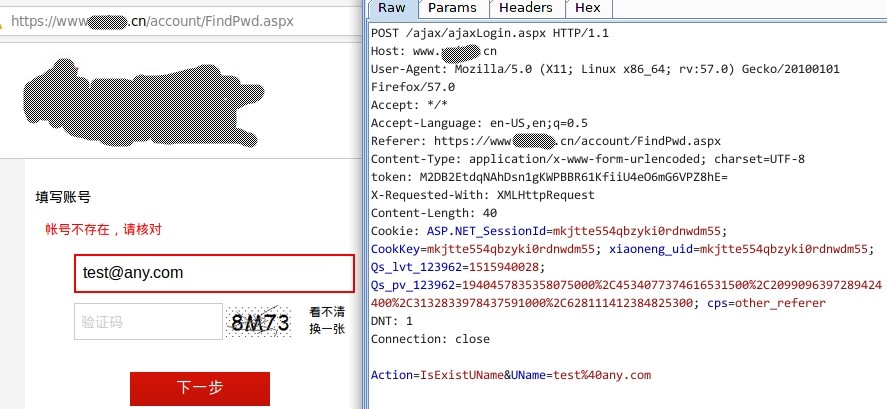 https://www.
.cn/account/FindPwd.aspx
填写账号
帐号不存在，请核对
test@any.com
验证码
8M73
看不清
换一张
下一步
Raw Params Headers Hex
POST /ajax/ajaxLogin.aspx HTTP/1.1
Host: www. cn
User-Agent: Mozilla/5.0 (X11; Linux x86_64; rv:57.0) Gecko/20100101
Firefox/57.0
Accept: */*
Accept-Language: en-US,en;q=0.5
Referer: https://www .cn/account/FindPwd.aspx
Content-Type: application/x-www-form-urlencoded; charset=UTF-8
token: M2DB2EtdqNAhDsn1gKWPBBR61KfiiU4eO6mG6VPZ8hE=
X-Requested-With: XMLHttpRequest
Content-Length: 40
Cookie: ASP.NET_SessionId=mkjtte554qbzyki0rdnwdm55;
CookKey=mkjtte554qbzyki0rdnwdm55; xiaoneng_uid=mkjtte554qbzyki0rdnwdm55;
Qs_lvt_123962=1515940028;
Qs_pv_123962=1940457835358075000%2C4534077374616531500%2C2099096397289424
400%2C3132833978437591000%2C628111412384825300; cps=other_referer
DNT: 1
Connection: close
Action=IsExistUName&UName=test%40any.com